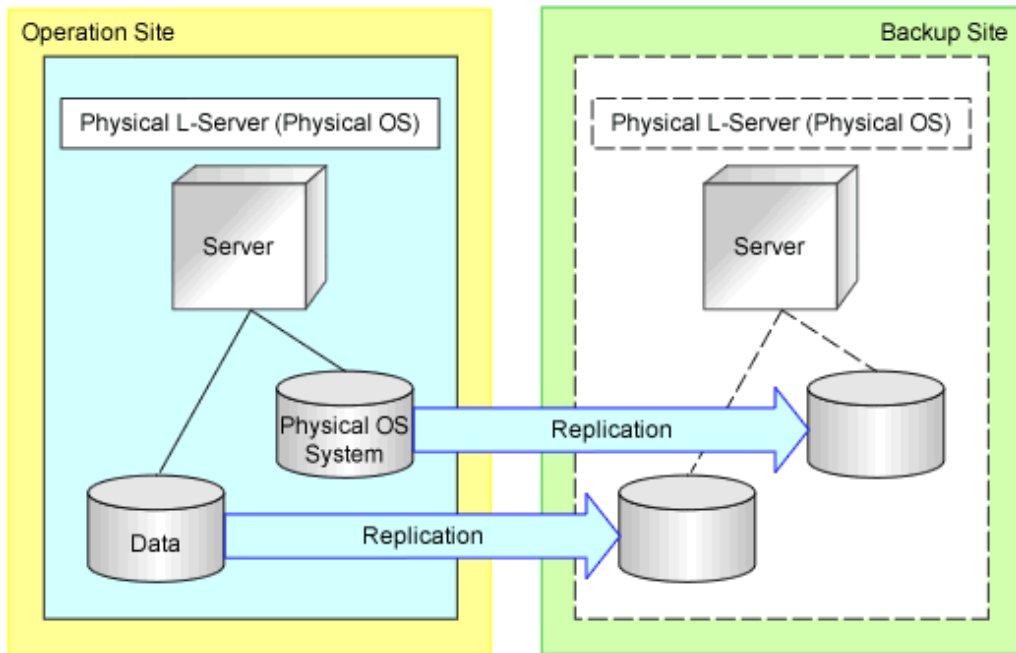 Operation Site
Backup Site
Physical L-Server (Physical OS)
Physical L-Server (Physical OS)
Server
Server
Physical OS
System
Replication
Data
Replication